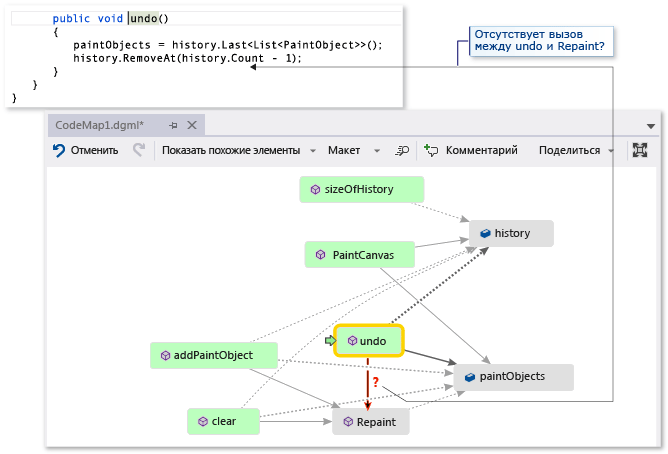 public void undo()
{
paintObjects = history.Last<List<PaintObject>>();
history.RemoveAt(history.Count - 1);
}
}
}
Отсутствует вызов
между undo и Repaint?
CodeMap1.dgml*
Отменить Показать похожие элементы Макет Комментарий Поделиться
sizeOfHistory
history
PaintCanvas
undo
addPaintObject
paintObjects
?
clear
Repaint